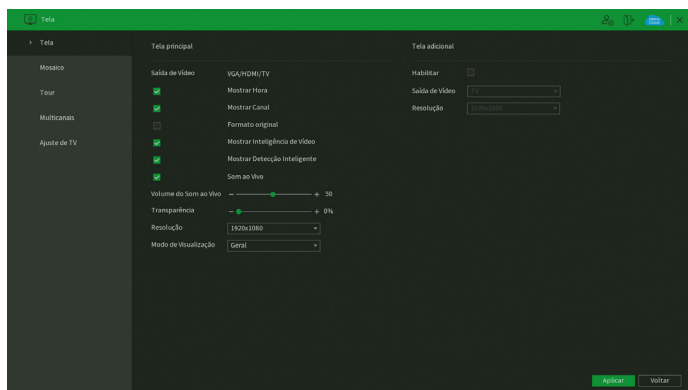 Tela
Tela
Mosaico
Tour
Multicanais
Ajuste de TV
Tela principal
Saída de Vídeo VGA/HDMI/TV
Mostrar Hora
Mostrar Canal
Formato original
Mostrar Inteligência de Vídeo
Mostrar Detecção Inteligente
Som ao Vivo
Volume do Som ao Vivo 50
Transparência 0%
Resolução 1920x1080
Modo de Visualização Geral
Tela adicional
Habilitar
Saída de Vídeo TV
Resolução 1920x1080
Aplicar Voltar